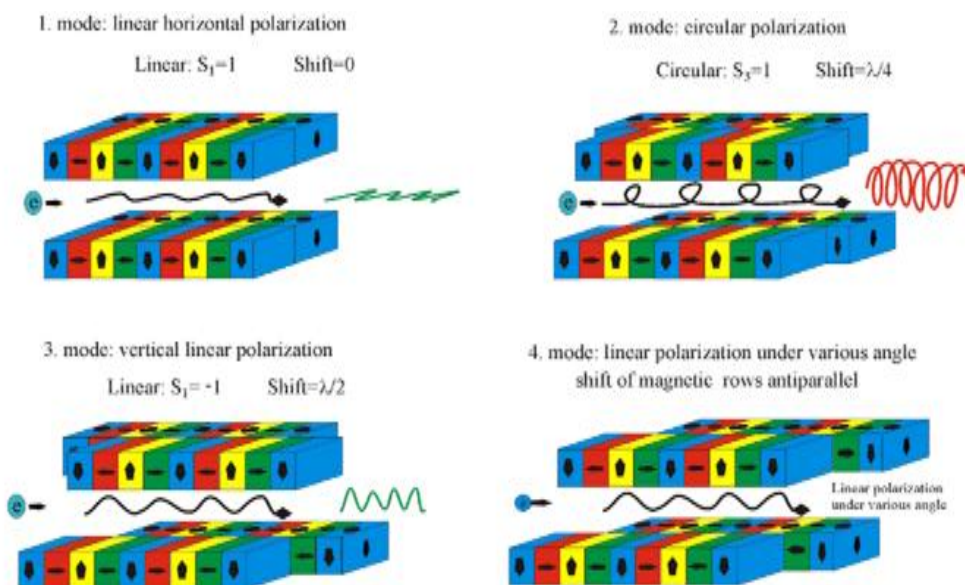 1. mode: linear horizontal polarization
Linear: S₁=1 Shift=0
e
2. mode: circular polarization
Circular: S₃=1 Shift=λ/4
e
3. mode: vertical linear polarization
Linear: S₁= -1 Shift=λ/2
e
4. mode: linear polarization under various angle
shift of magnetic rows antiparallel
e
Linear polarization
under various angle